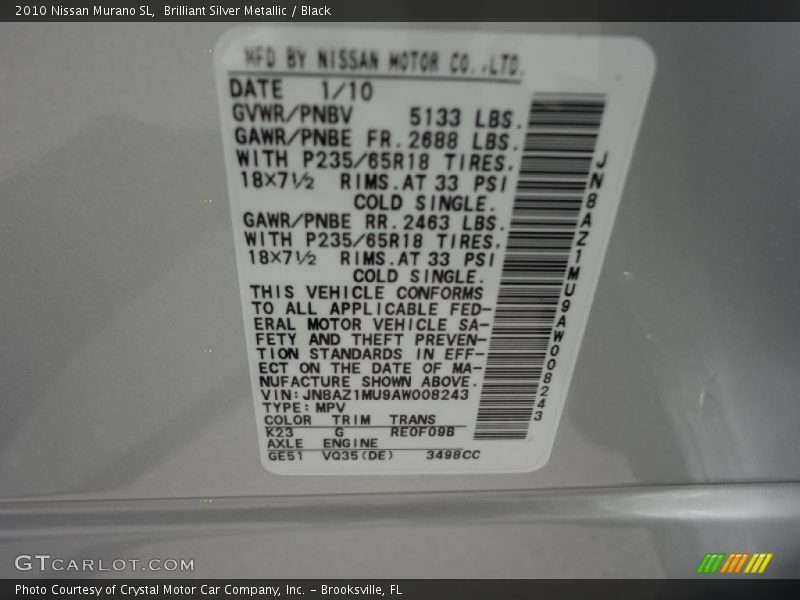 2010 Nissan Murano SL, Brilliant Silver Metallic / Black
MFD BY NISSAN MOTOR CO.,LTD.
DATE 1/10
GVWR/PNBV 5133 LBS.
GAWR/PNBE FR.2688 LBS.
WITH P235/65R18 TIRES.
18×7½ RIMS.AT 33 PSI
COLD SINGLE.
GAWR/PNBE RR.2463 LBS.
WITH P235/65R18 TIRES.
18×7½ RIMS.AT 33 PSI
COLD SINGLE.
THIS VEHICLE CONFORMS
TO ALL APPLICABLE FED-
ERAL MOTOR VEHICLE SA-
FETY AND THEFT PREVEN-
TION STANDARDS IN EFF-
ECT ON THE DATE OF MA-
NUFACTURE SHOWN ABOVE.
VIN:JN8AZ1MU9AW008243
TYPE:MPV
COLOR TRIM TRANS
K23 G RE0F09B
AXLE ENGINE
GE51 VQ35(DE) 3498CC
JN8AZ1MU9AW008243
GTCARLOT.COM
Photo Courtesy of Crystal Motor Car Company, Inc. – Brooksville, FL